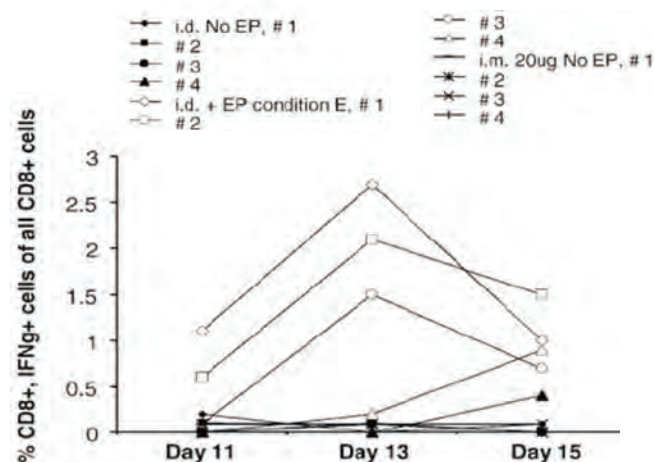 i.d. No EP, # 1
# 2
# 3
# 4
i.d. + EP condition E, # 1
# 2
# 3
# 4
i.m. 20ug No EP, # 1
# 2
# 3
# 4
% CD8+, IFNg+ cells of all CD8+ cells
3
2.5
2
1.5
1
0.5
0
Day 11
Day 13
Day 15